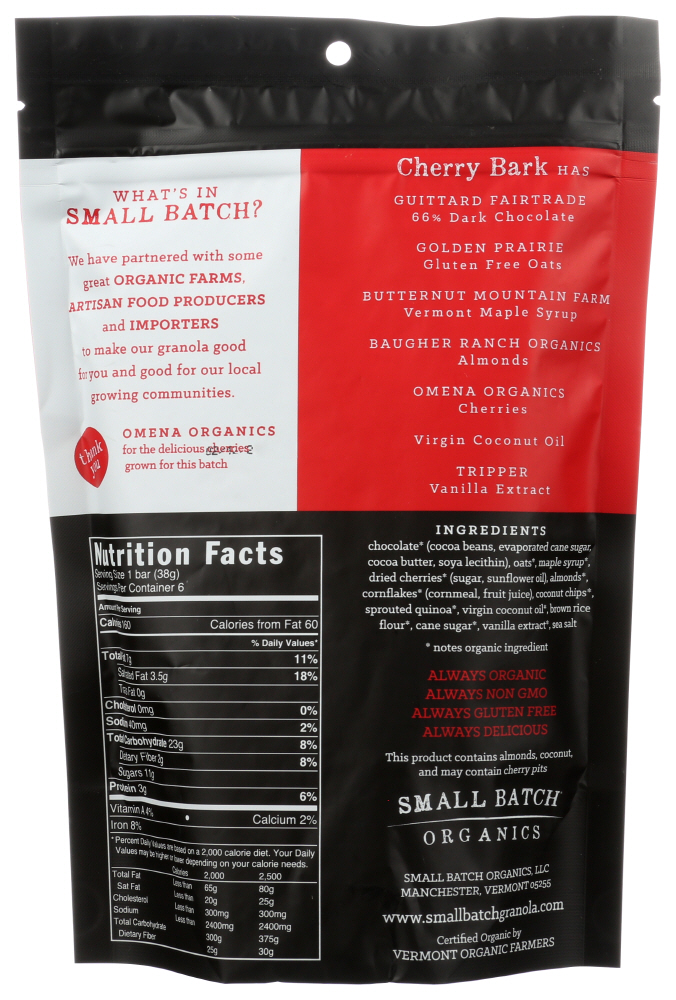 WHAT'S IN
SMALL BATCH?
We have partnered with some
great ORGANIC FARMS,
ARTISAN FOOD PRODUCERS
and IMPORTERS
to make our granola good
for you and good for our local
growing communities.
thank
you
OMENA ORGANICS
for the delicious cherries
grown for this batch
Cherry Bark HAS
GUITTARD FAIRTRADE
66% Dark Chocolate
GOLDEN PRAIRIE
Gluten Free Oats
BUTTERNUT MOUNTAIN FARM
Vermont Maple Syrup
BAUGHER RANCH ORGANICS
Almonds
OMENA ORGANICS
Cherries
Virgin Coconut Oil
TRIPPER
Vanilla Extract
Nutrition Facts
Serving Size 1 bar (38g)
Servings Per Container 6
Amount Per Serving
Calories 160 Calories from Fat 60
% Daily Values*
Total Fat 7g 11%
Saturated Fat 3.5g 18%
Trans Fat 0g
Cholesterol 0mg 0%
Sodium 40mg 2%
Total Carbohydrate 23g 8%
Dietary Fiber 2g 8%
Sugars 11g
Protein 3g 6%
Vitamin A 4% • Calcium 2%
Iron 8%
*Percent Daily Values are based on a 2,000 calorie diet. Your Daily
Values may be higher or lower depending on your calorie needs.
Calories 2,000 2,500
Total Fat Less than 65g 80g
Sat Fat Less than 20g 25g
Cholesterol Less than 300mg 300mg
Sodium Less than 2400mg 2400mg
Total Carbohydrate 300g 375g
Dietary Fiber 25g 30g
INGREDIENTS
chocolate* (cocoa beans, evaporated cane sugar,
cocoa butter, soya lecithin), oats*, maple syrup*,
dried cherries* (sugar, sunflower oil), almonds*,
cornflakes* (cornmeal, fruit juice), coconut chips*,
sprouted quinoa*, virgin coconut oil*, brown rice
flour*, cane sugar*, vanilla extract*, sea salt
* notes organic ingredient
ALWAYS ORGANIC
ALWAYS NON GMO
ALWAYS GLUTEN FREE
ALWAYS DELICIOUS
This product contains almonds, coconut,
and may contain cherry pits
SMALL BATCH
ORGANICS
SMALL BATCH ORGANICS, LLC
MANCHESTER, VERMONT 05255
www.smallbatchgranola.com
Certified Organic by
VERMONT ORGANIC FARMERS